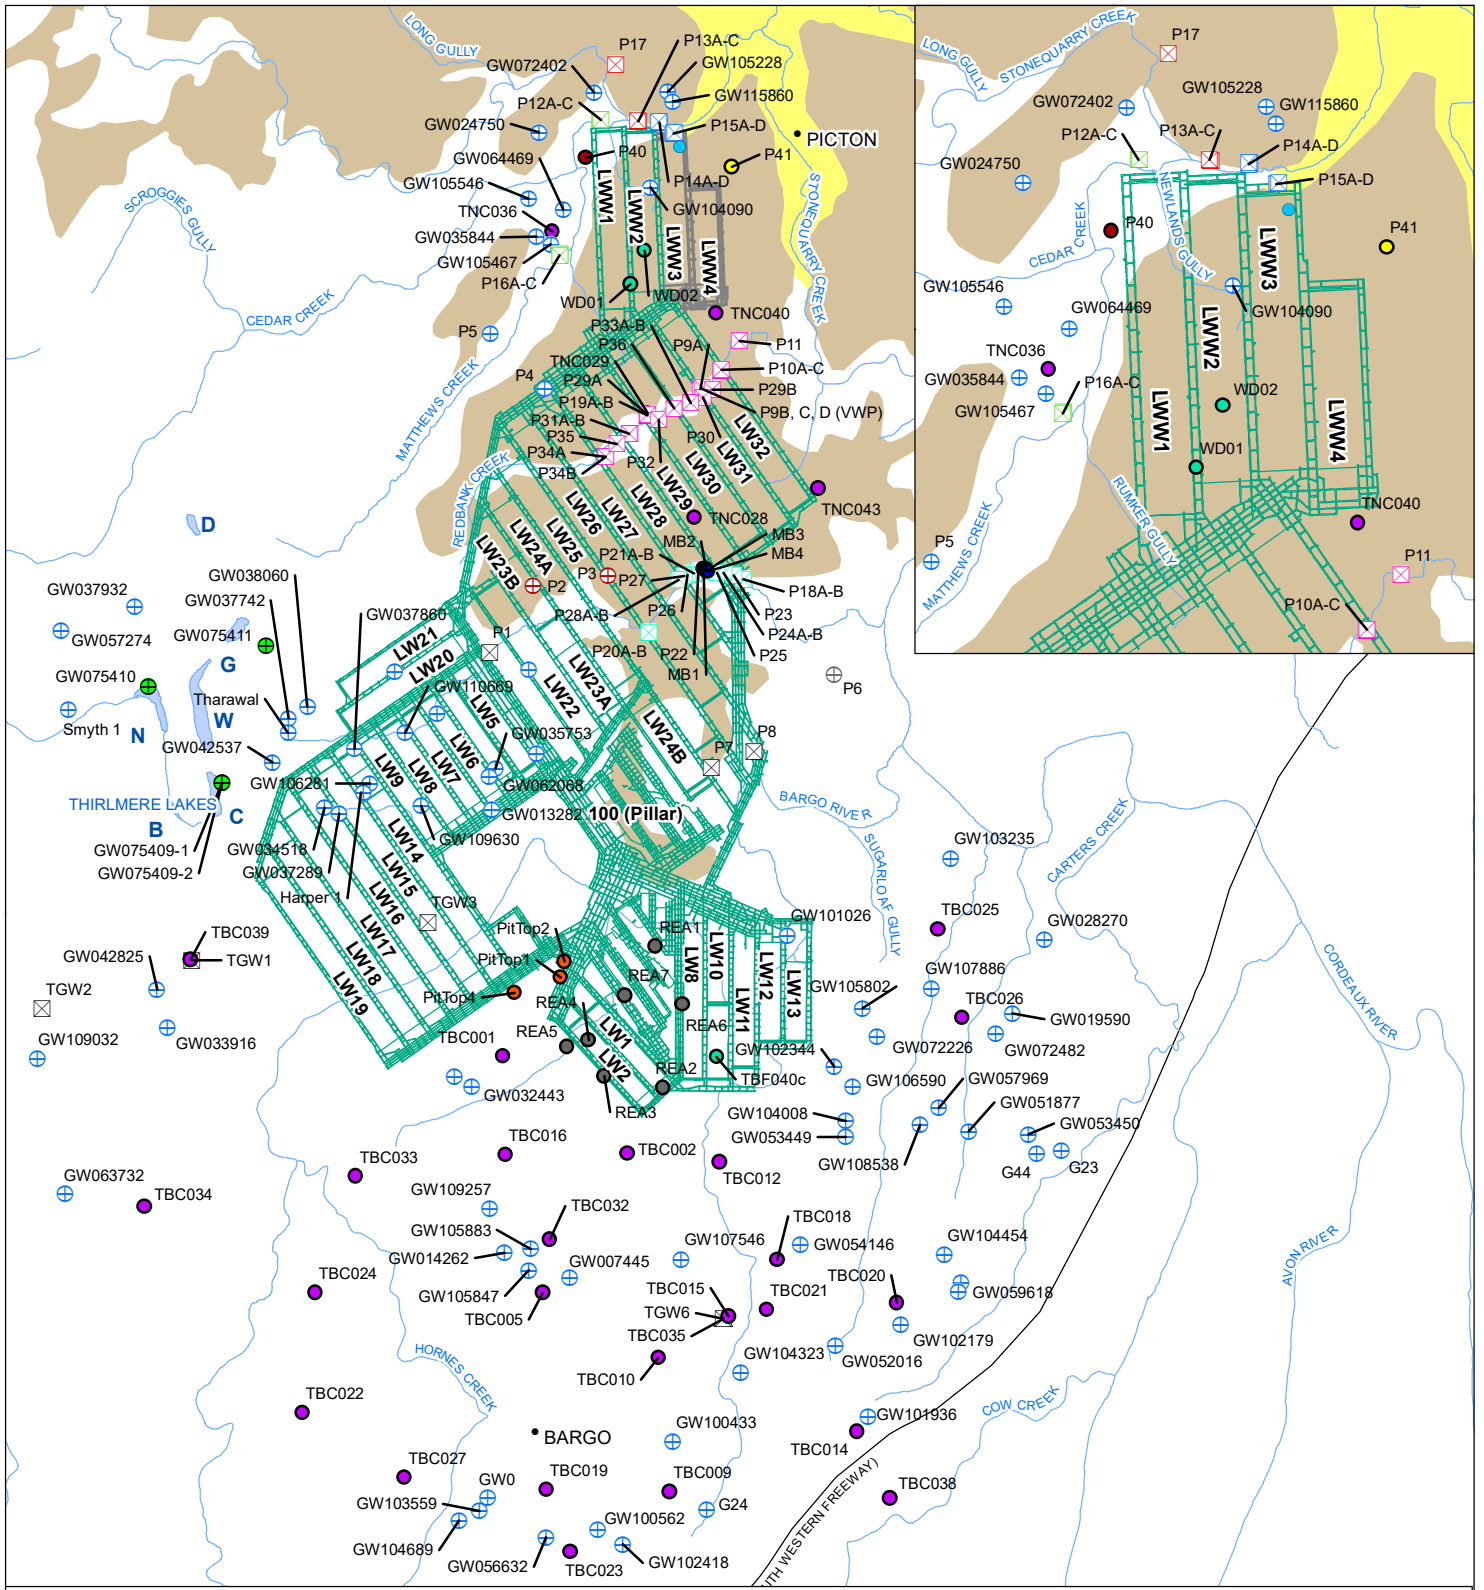 LONG GULLY
P17
P13A-C
GW105228
GW072402
GW115860
P12A-C
P15A-D
PICTON
GW024750
P40
P41
GW064469
P14A-D
GW105546
GW104090
TNC036
GW035844
GW105467
P16A-C
SCROGGIES GULLY
STONEQUARRY CREEK
LWW1
LWW2
LWW3
LWW4
WD01
WD02
TNC040
CEDAR CREEK
P5
P33A-B
P9A
P11
P36
TNC029
P10A-C
P4
P29A
P29B
P19A-B
P9B, C, D (VWP)
P31A-B
P35
P30
P34A
P32
P34B
MATTHEWS CREEK
REDBANK CREEK
LW32
LW31
LW30
LW29
LW28
LW27
LW26
LW25
LW24A
LW23B
TNC043
TNC028
D
MB2
MB3
MB4
P21A-B
P3
P27
P2
P18A-B
P28A-B
P26
P23
P24A-B
P20A-B
P22
P25
MB1
P6
GW038060
GW037932
GW037742
GW037860
GW057274
GW075411
P1
LW21
LW20
G
GW075410
Tharawal
GW110669
LW23A
LW22
LW5
Smyth 1
N
W
GW042537
GW035753
LW24B
P7
P8
LW6
LW7
LW8
LW9
GW106281
GW062068
THIRLMERE LAKES
B
C
GW013282
100 (Pillar)
BARGO RIVER
GW075409-1
GW034518
GW109630
GW075409-2
GW037289
Harper 1
LW14
LW15
LW16
LW17
LW18
LW19
TGW3
SUGARLOAF GULLY
GW103235
CARTERS CREEK
TBC025
GW028270
GW101026
PitTop2
REA1
TBC039
GW042825
TGW1
PitTop1
TGW2
PitTop4
REA7
LW8
LW10
LW11
LW12
LW13
GW107886
GW105802
TBC026
GW019590
CORDEAUX RIVER
REA4
REA5
REA6
LW1
LW2
GW109032
GW033916
TBC001
GW102344
GW072226
GW072482
GW032443
REA2
TBF040c
GW106590
GW057969
REA3
GW104008
GW051877
GW053449
GW053450
GW108538
G44
G23
TBC016
TBC002
TBC012
TBC033
GW063732
TBC034
GW109257
TBC032
TBC018
GW105883
GW014262
GW007445
GW107546
GW054146
GW104454
TBC024
GW105847
TBC005
TBC015
TBC021
TBC020
TGW6
GW059618
TBC035
GW102179
AVON RIVER
HORNES CREEK
TBC010
GW104323
GW052016
TBC022
BARGO
GW100433
GW101936
COW CREEK
TBC014
TBC027
GW0
TBC019
TBC009
TBC038
GW103559
G24
GW100562
GW104689
GW056632
TBC023
GW102418
UTH WESTERN FREEWAY)
LONG GULLY
STONEQUARRY CREEK
P17
GW072402
GW105228
GW115860
P12A-C
P13A-C
P14A-D
GW024750
P15A-D
NEWLANDS GULLY
CEDAR CREEK
P40
P41
LWW3
GW105546
GW064469
GW104090
LWW2
TNC036
GW035844
P16A-C
GW105467
WD02
LWW1
LWW4
WD01
RUMKER GULLY
MATTHEWS CREEK
P5
TNC040
P11
P10A-C